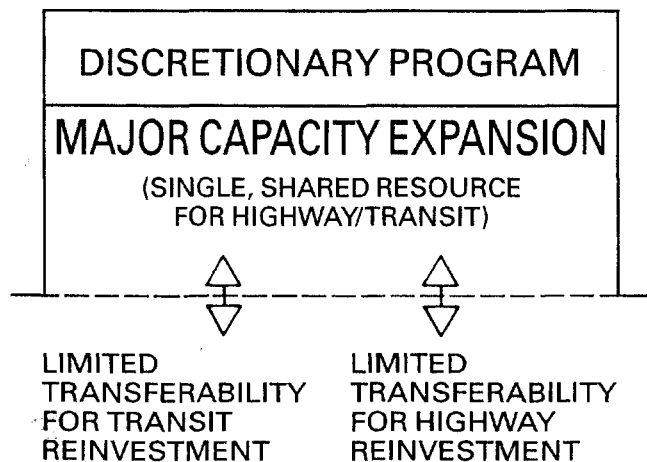 DISCRETIONARY PROGRAM
MAJOR CAPACITY EXPANSION
(SINGLE, SHARED RESOURCE
FOR HIGHWAY/TRANSIT)
LIMITED
TRANSFERABILITY
FOR TRANSIT
REINVESTMENT
LIMITED
TRANSFERABILITY
FOR HIGHWAY
REINVESTMENT